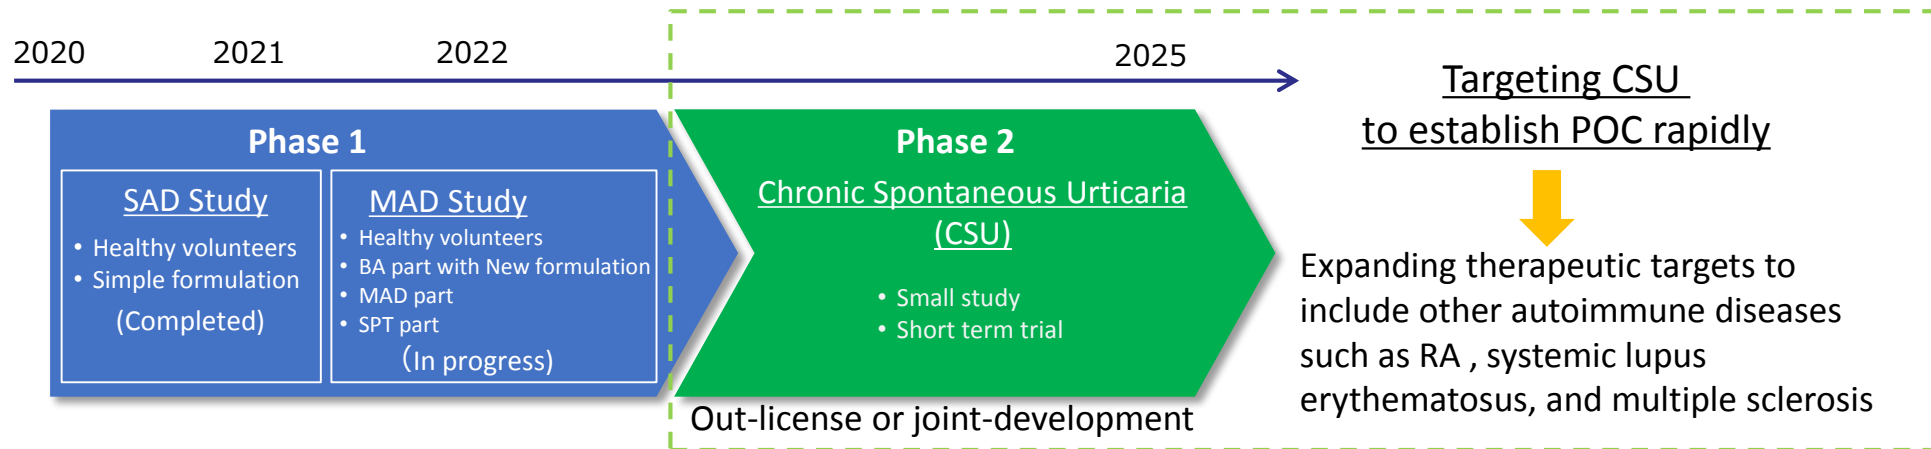 2020 2021 2022 2025
Phase 1
SAD Study
• Healthy volunteers
• Simple formulation
(Completed)
MAD Study
• Healthy volunteers
• BA part with New formulation
• MAD part
• SPT part
（In progress)
Phase 2
Chronic Spontaneous Urticaria
(CSU)
• Small study
• Short term trial
Out-license or joint-development
Targeting CSU
to establish POC rapidly
Expanding therapeutic targets to
include other autoimmune diseases
such as RA , systemic lupus
erythematosus, and multiple sclerosis